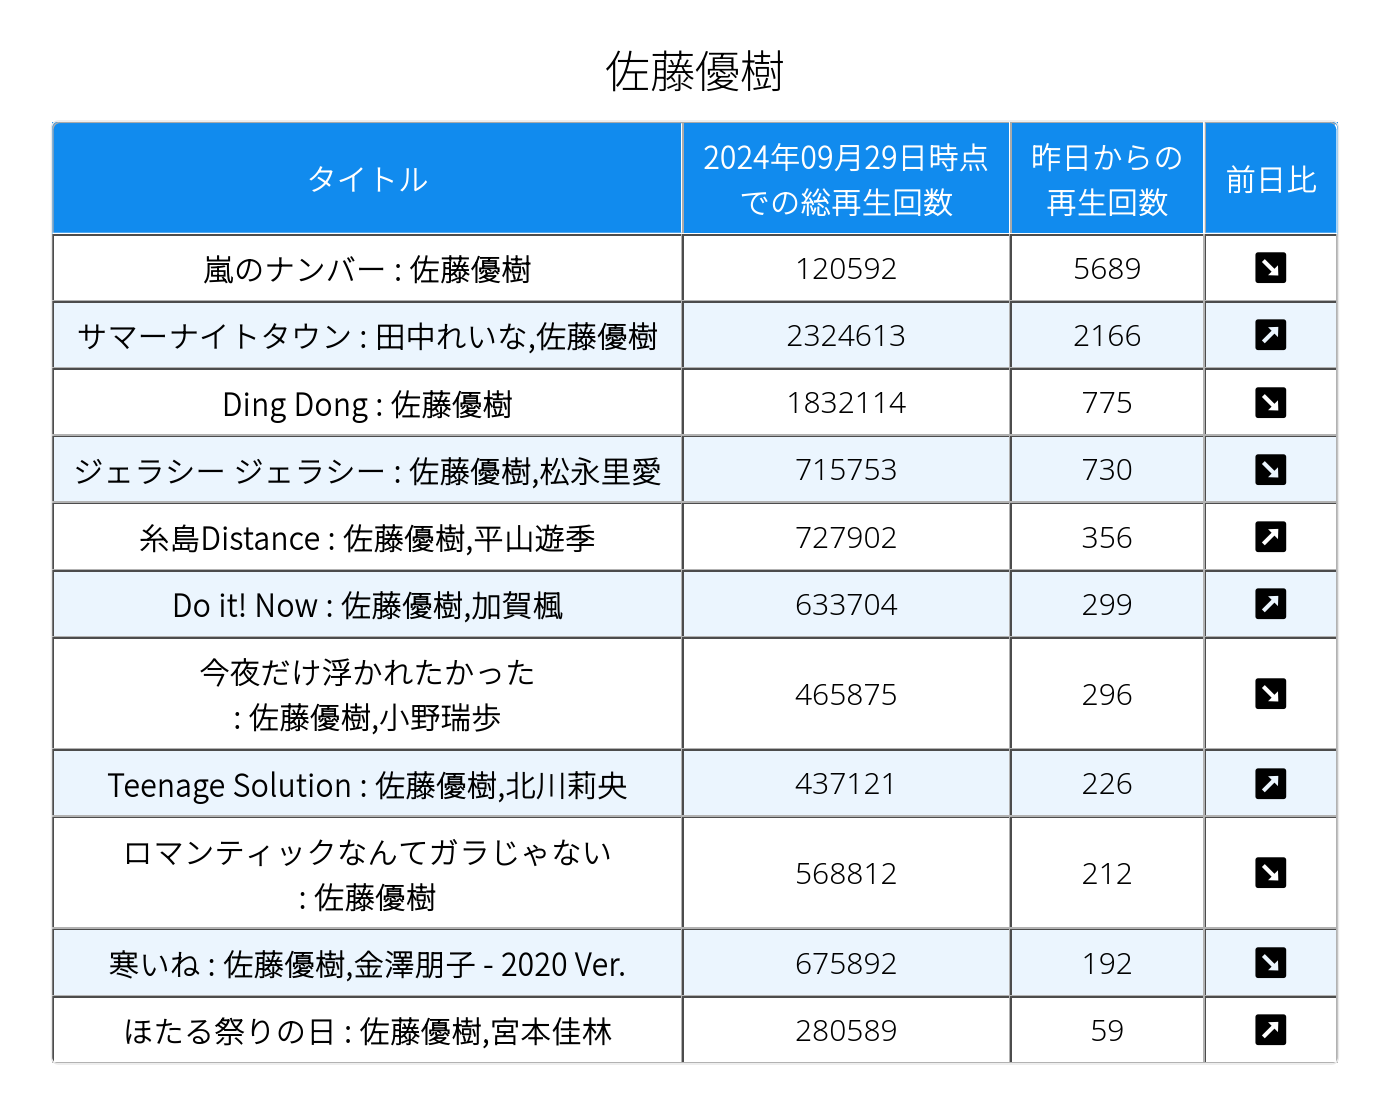 佐藤優樹
タイトル
2024年09月29日時点
での総再生回数
昨日からの
再生回数
前日比
嵐のナンバー : 佐藤優樹 120592 5689
サマーナイトタウン : 田中れいな,佐藤優樹 2324613 2166
Ding Dong : 佐藤優樹 1832114 775
ジェラシー ジェラシー : 佐藤優樹,松永里愛 715753 730
糸島Distance : 佐藤優樹,平山遊季 727902 356
Do it! Now : 佐藤優樹,加賀楓 633704 299
今夜だけ浮かれたかった
: 佐藤優樹,小野瑞歩 465875 296
Teenage Solution : 佐藤優樹,北川莉央 437121 226
ロマンティックなんてガラじゃない
: 佐藤優樹 568812 212
寒いね : 佐藤優樹,金澤朋子 - 2020 Ver. 675892 192
ほたる祭りの日 : 佐藤優樹,宮本佳林 280589 59